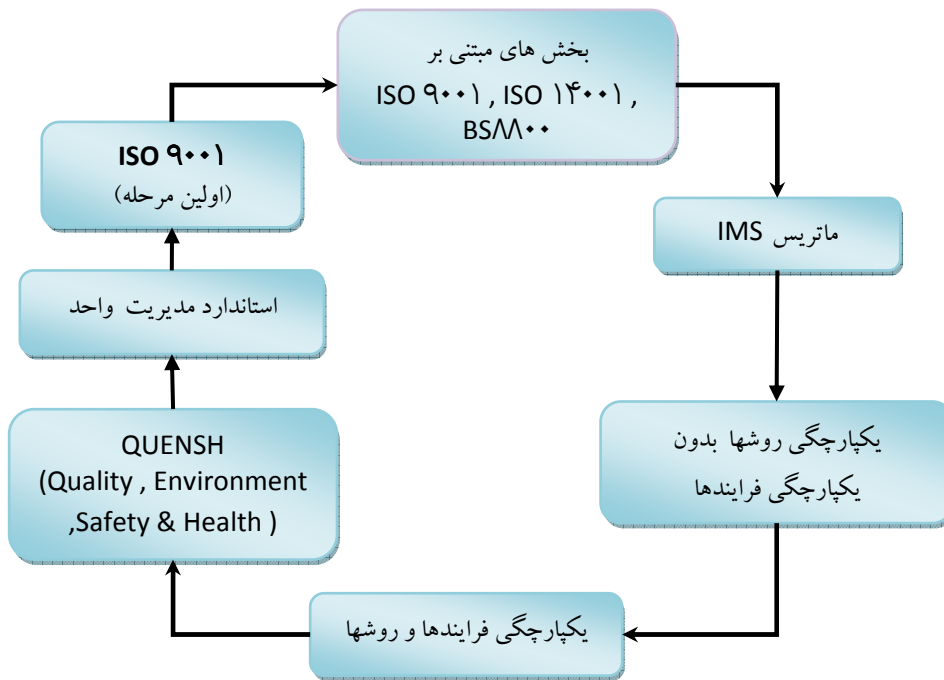 بخش های مبتنی بر
ISO ۹۰۰۱ , ISO ۱۴۰۰۱ ,
BS۸۸۰۰
ISO ۹۰۰۱
(اولین مرحله)
ماتریس IMS
استاندارد مدیریت واحد
یکپارچگی روشها بدون
یکپارچگی فرایندها
QUENSH
(Quality , Environment
,Safety & Health )
یکپارچگی فرایندها و روشها